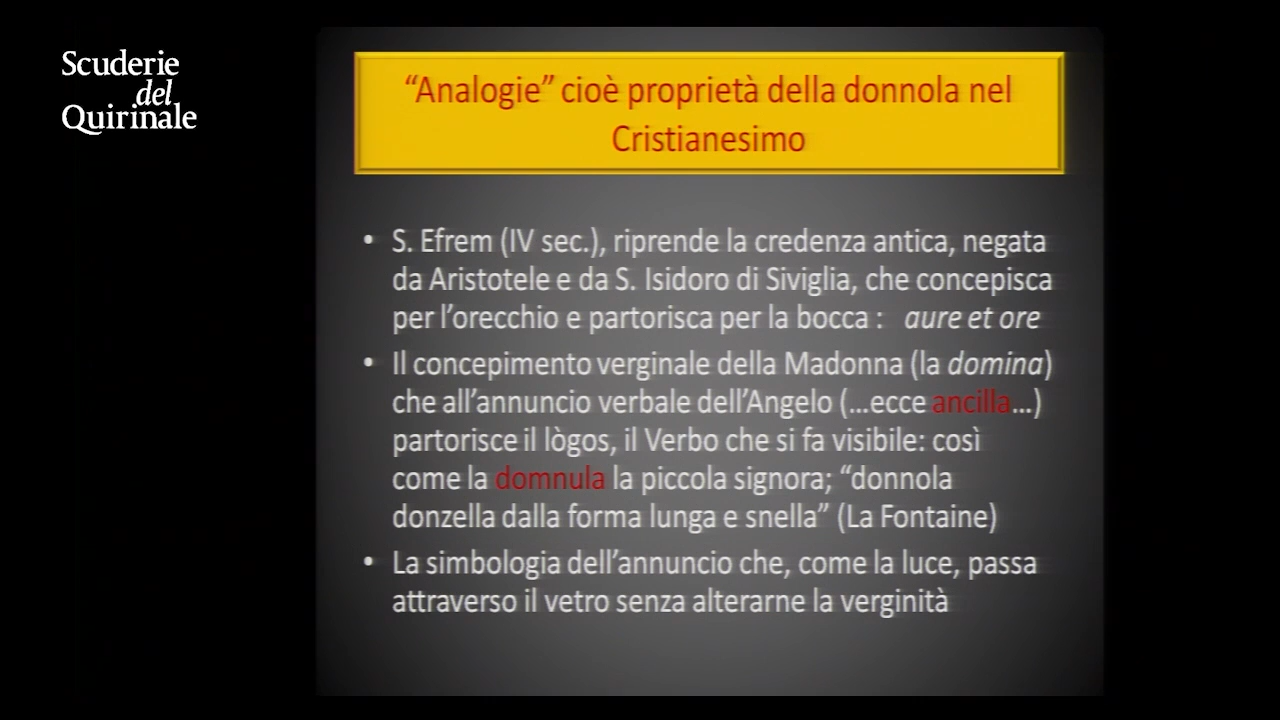 Scuderie
del
Quirinale
“Analogie” cioè proprietà della donnola nel
Cristianesimo
• S. Efrem (IV sec.), riprende la credenza antica, negata
da Aristotele e da S. Isidoro di Siviglia, che concepisca
per l’orecchio e partorisca per la bocca : aure et ore
• Il concepimento verginale della Madonna (la domina)
che all’annuncio verbale dell’Angelo (…ecce ancilla…)
partorisce il lògos, il Verbo che si fa visibile: così
come la domnula la piccola signora; “donnola
donzella dalla forma lunga e snella” (La Fontaine)
• La simbologia dell’annuncio che, come la luce, passa
attraverso il vetro senza alterarne la verginità